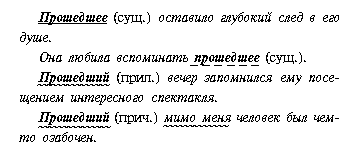 Прошедшее (сущ.) оставило глубокий след в его
душе.
Она любила вспоминать прошедшее (сущ.).
Прошедший (прил.) вечер запомнился ему посе-
щением интересного спектакля.
Прошедший (прич.) мимо меня человек был чем-
то озабочен.